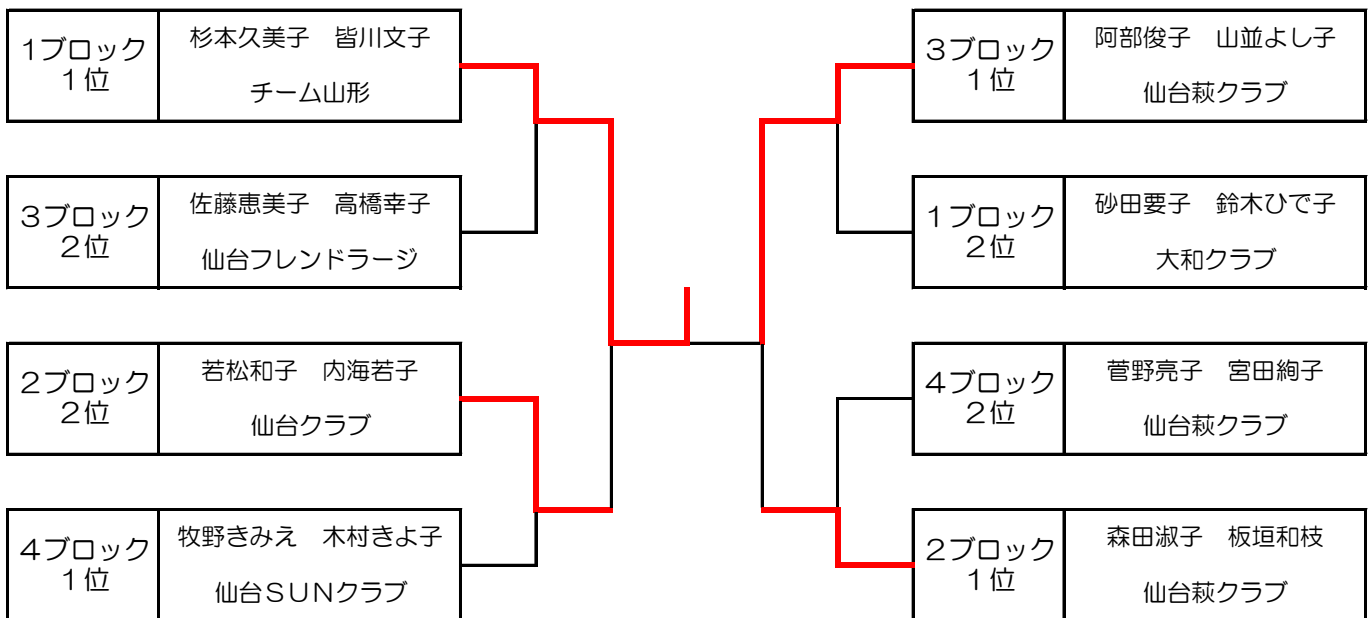 1ブロック
1位
杉本久美子　皆川文子
チーム山形
3ブロック
2位
佐藤恵美子　高橋幸子
仙台フレンドラージ
2ブロック
2位
若松和子　内海若子
仙台クラブ
4ブロック
1位
牧野きみえ　木村きよ子
仙台ＳＵＮクラブ
3ブロック
1位
阿部俊子　山並よし子
仙台萩クラブ
1ブロック
2位
砂田要子　鈴木ひで子
大和クラブ
4ブロック
2位
菅野亮子　宮田絢子
仙台萩クラブ
2ブロック
1位
森田淑子　板垣和枝
仙台萩クラブ